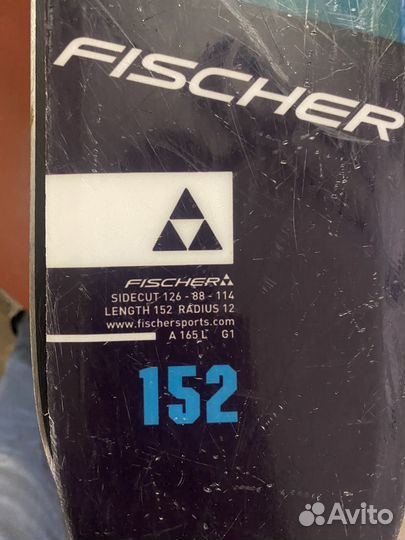 FISCHER
FISCHER
SIDECUT 126 - 88 - 114
LENGTH 152 RADIUS 12
www.fischersports.com
A 165 L G1
152
Avito